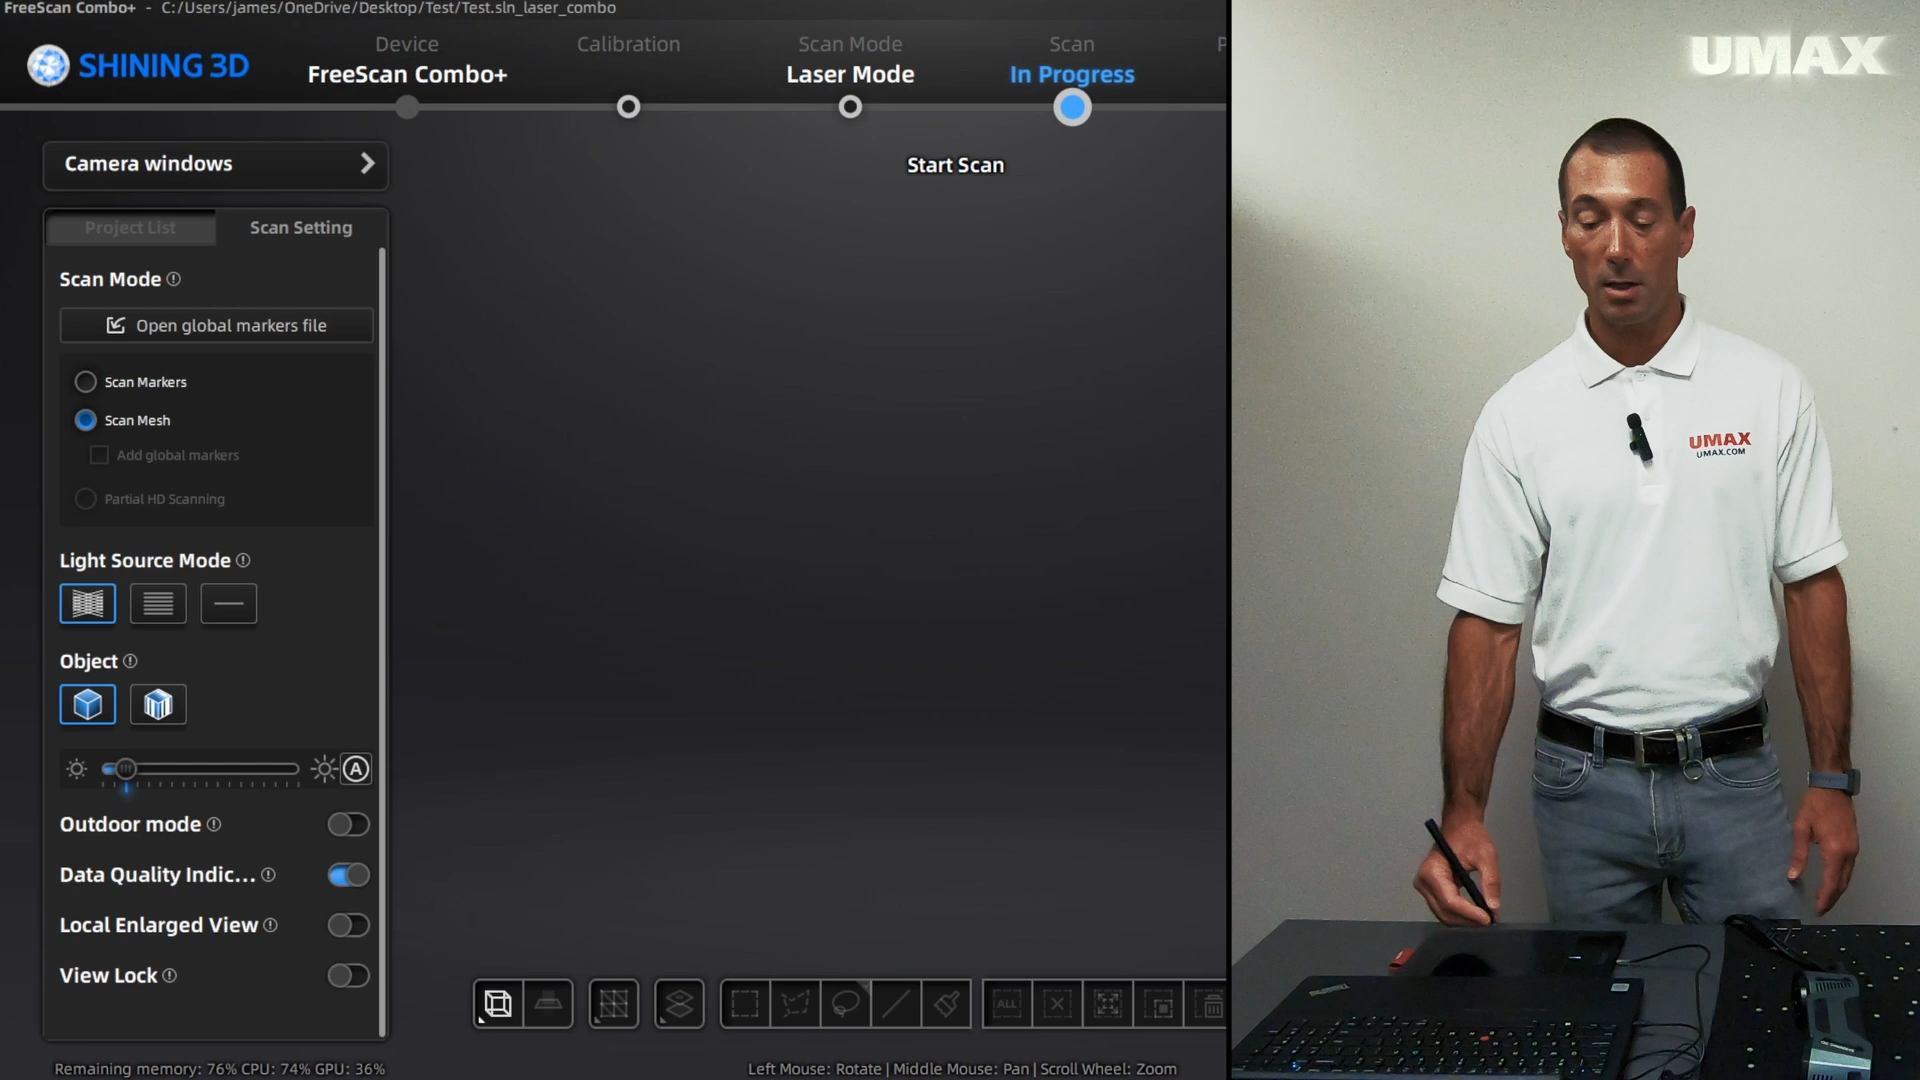 FreeScan Combo+ - C:/Users/james/OneDrive/Desktop/Test/Test.sln_laser_combo
SHINING 3D
Device
FreeScan Combo+
Calibration
Scan Mode
Laser Mode
Scan
In Progress
P
UMAX
Camera windows
Start Scan
Project List
Scan Setting
Scan Mode
Open global markers file
Scan Markers
Scan Mesh
Add global markers
Partial HD Scanning
Light Source Mode
Object
A
Outdoor mode
Data Quality Indic...
Local Enlarged View
View Lock
ALL
Remaining memory: 76% CPU: 74% GPU: 36%
Left Mouse: Rotate | Middle Mouse: Pan | Scroll Wheel: Zoom
UMAX
UMAX.COM